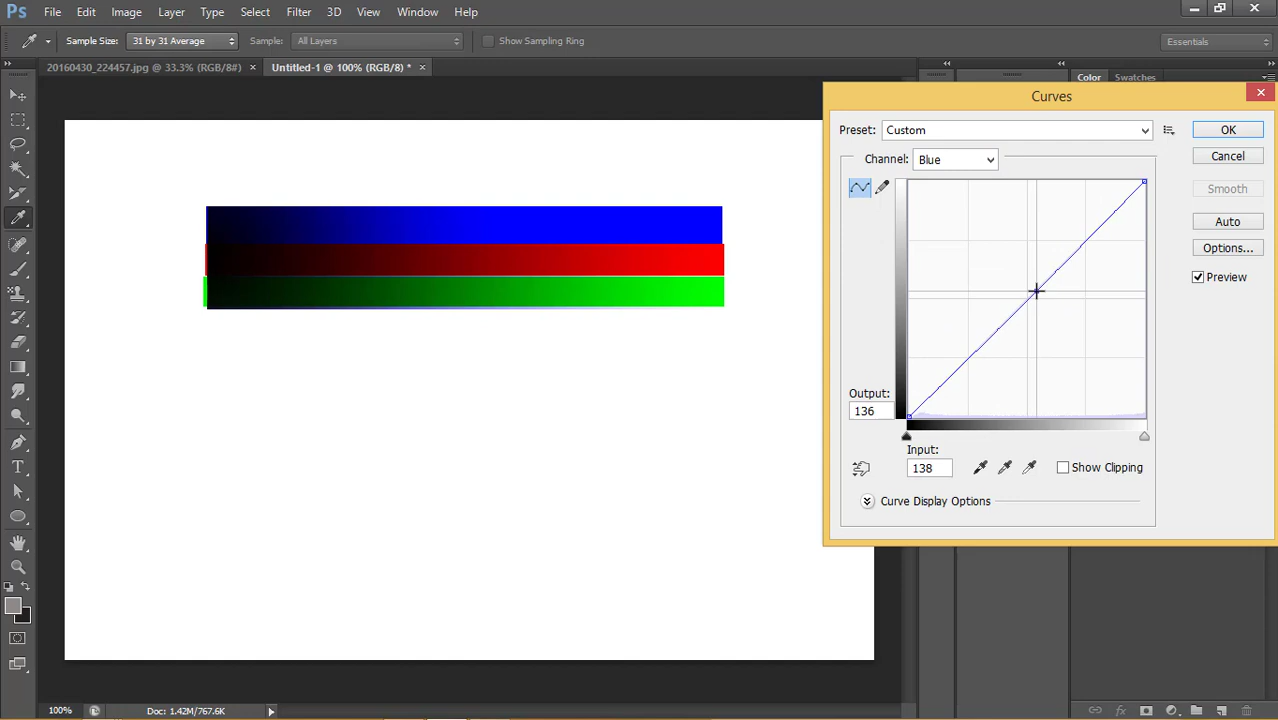 Ps File Edit Image Layer Type Select Filter 3D View Window Help
Sample Size: 31 by 31 Average Sample: All Layers Show Sampling Ring Essentials
20160430_224457.jpg @ 33.3% (RGB/8#) × Untitled-1 @ 100% (RGB/8) * ×
Color Swatches
Curves
Preset: Custom OK
Channel: Blue Cancel
Smooth
Auto
Options...
Preview
Output:
136
Input:
138 Show Clipping
Curve Display Options
T
100% Doc: 1.42M/767.6K
fx